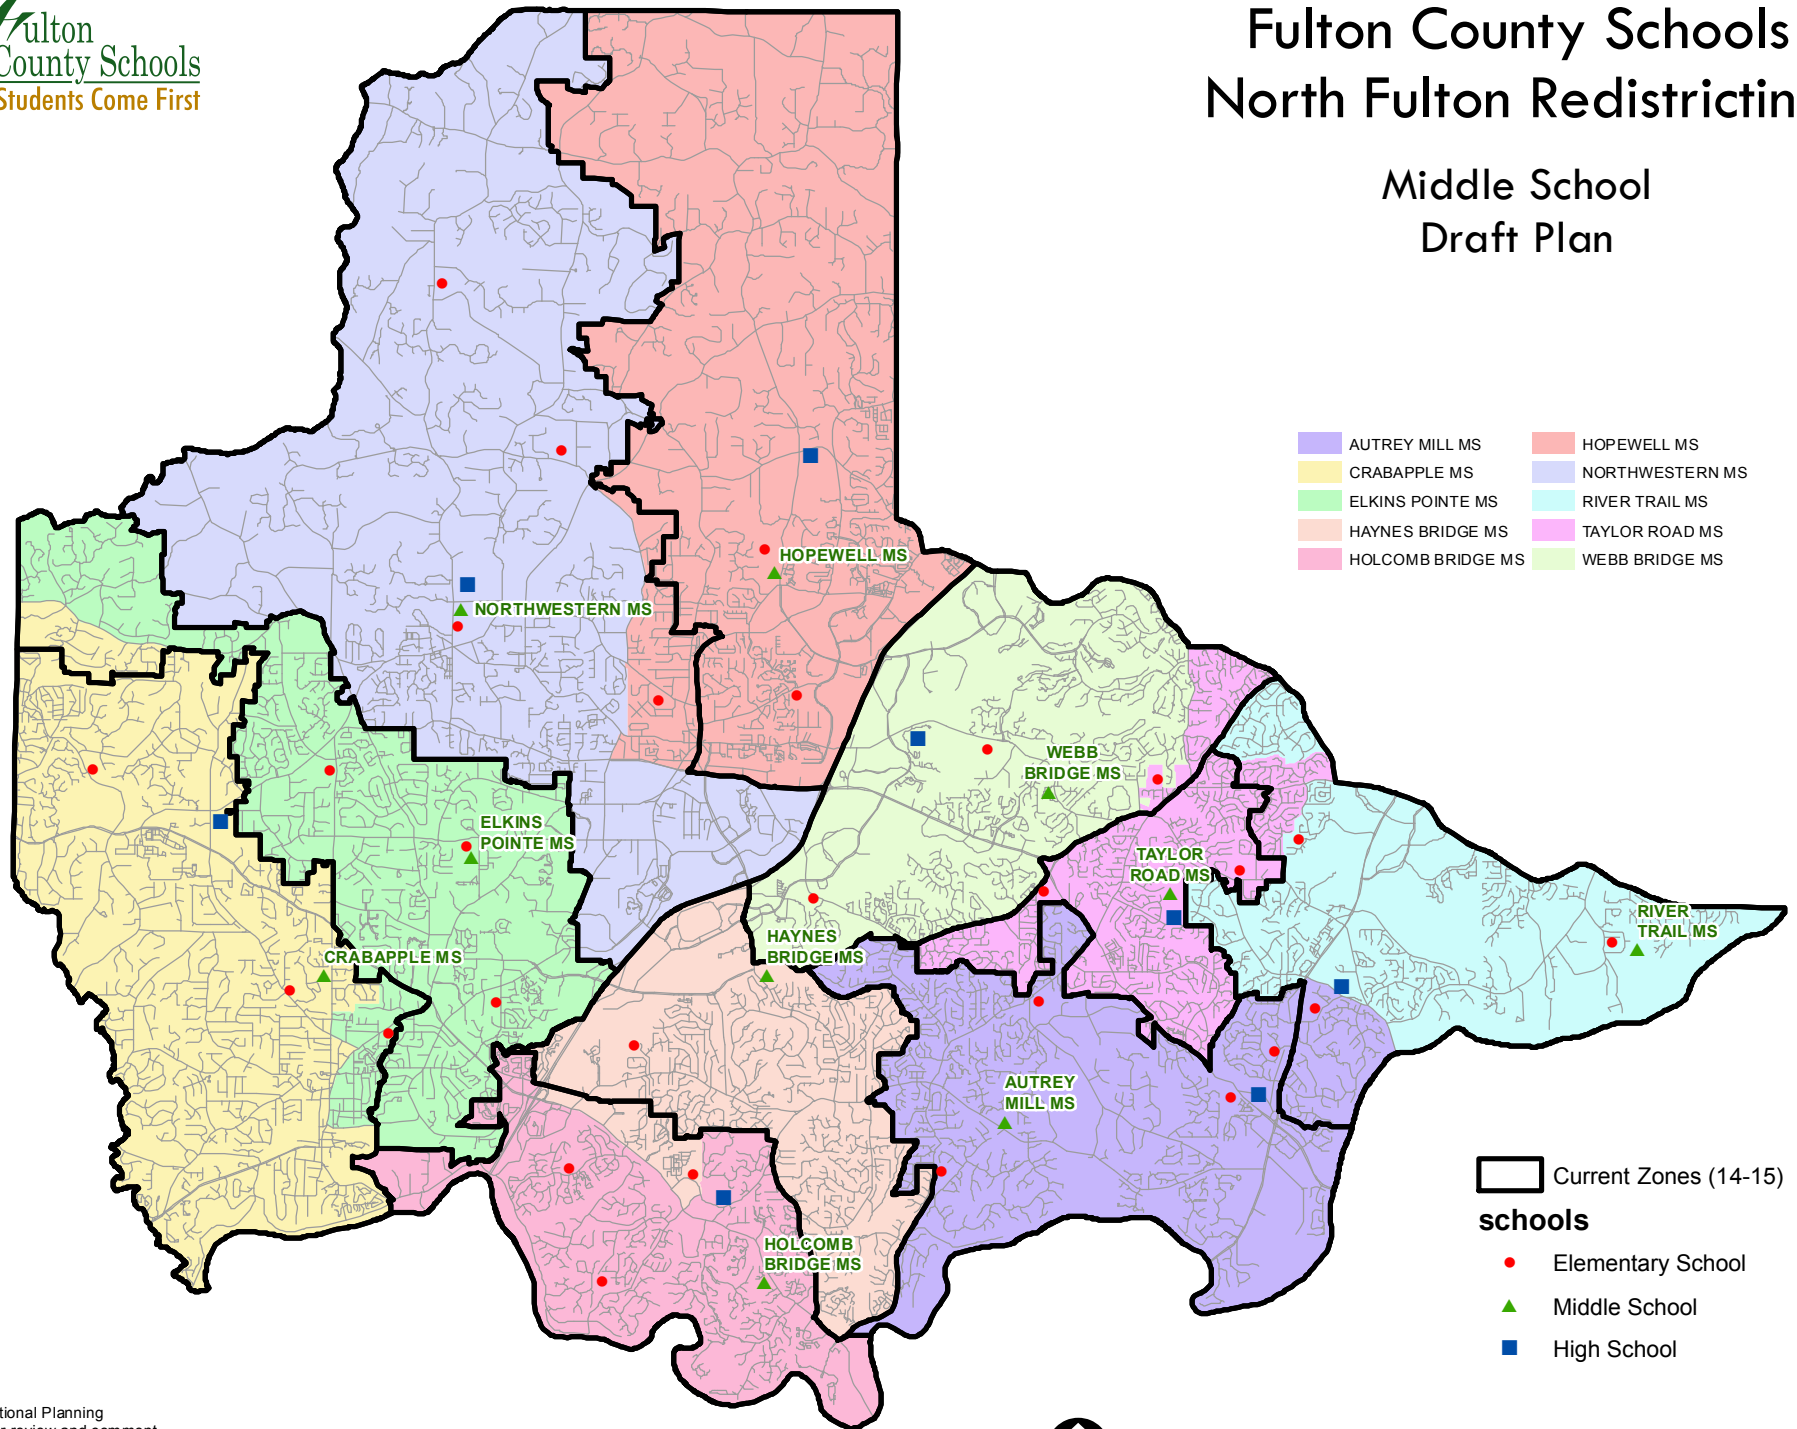 Fulton
County Schools
Students Come First
Fulton County Schools
North Fulton Redistrictin
Middle School
Draft Plan
AUTREY MILL MS
HOPEWELL MS
CRABAPPLE MS
NORTHWESTERN MS
ELKINS POINTE MS
RIVER TRAIL MS
HAYNES BRIDGE MS
TAYLOR ROAD MS
HOLCOMB BRIDGE MS
WEBB BRIDGE MS
HOPEWELL MS
NORTHWESTERN MS
WEBB
BRIDGE MS
ELKINS
POINTE MS
TAYLOR
ROAD MS
RIVER
TRAIL MS
HAYNES
BRIDGE MS
CRABAPPLE MS
AUTREY
MILL MS
HOLCOMB
BRIDGE MS
Current Zones (14-15)
schools
Elementary School
Middle School
High School
tional Planning
review and comment